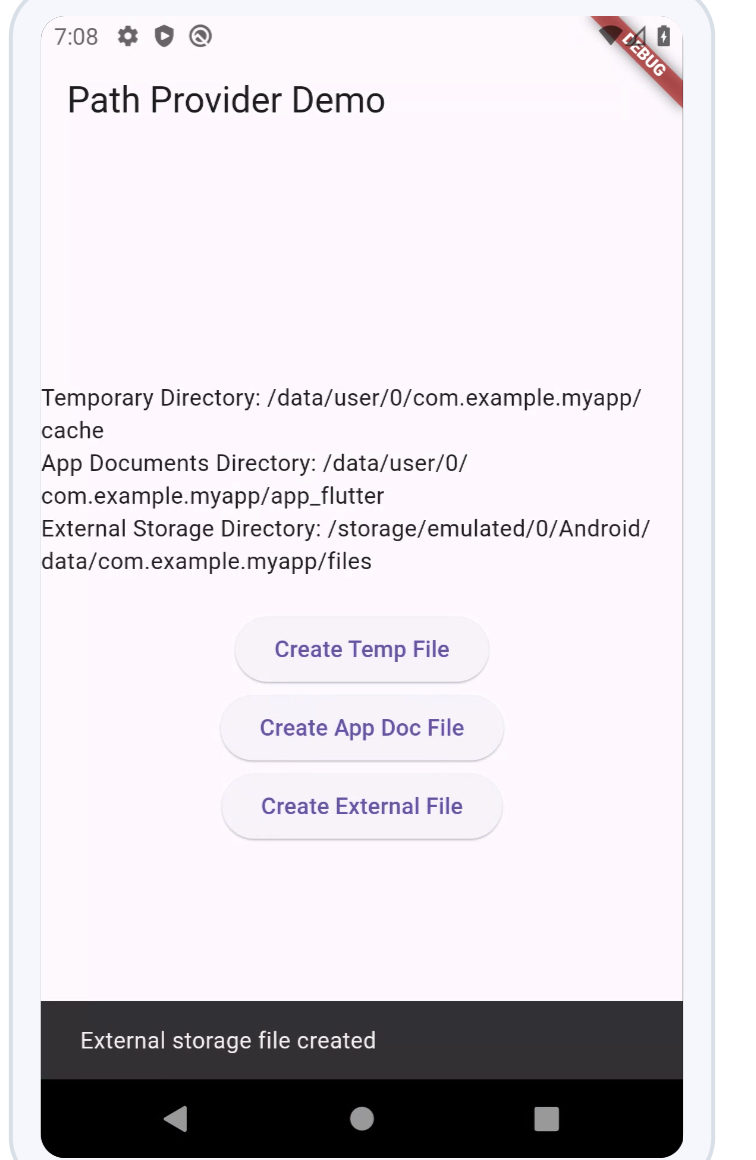 7:08
DEBUG
Path Provider Demo
Temporary Directory: /data/user/0/com.example.myapp/
cache
App Documents Directory: /data/user/0/
com.example.myapp/app_flutter
External Storage Directory: /storage/emulated/0/Android/
data/com.example.myapp/files
Create Temp File
Create App Doc File
Create External File
External storage file created